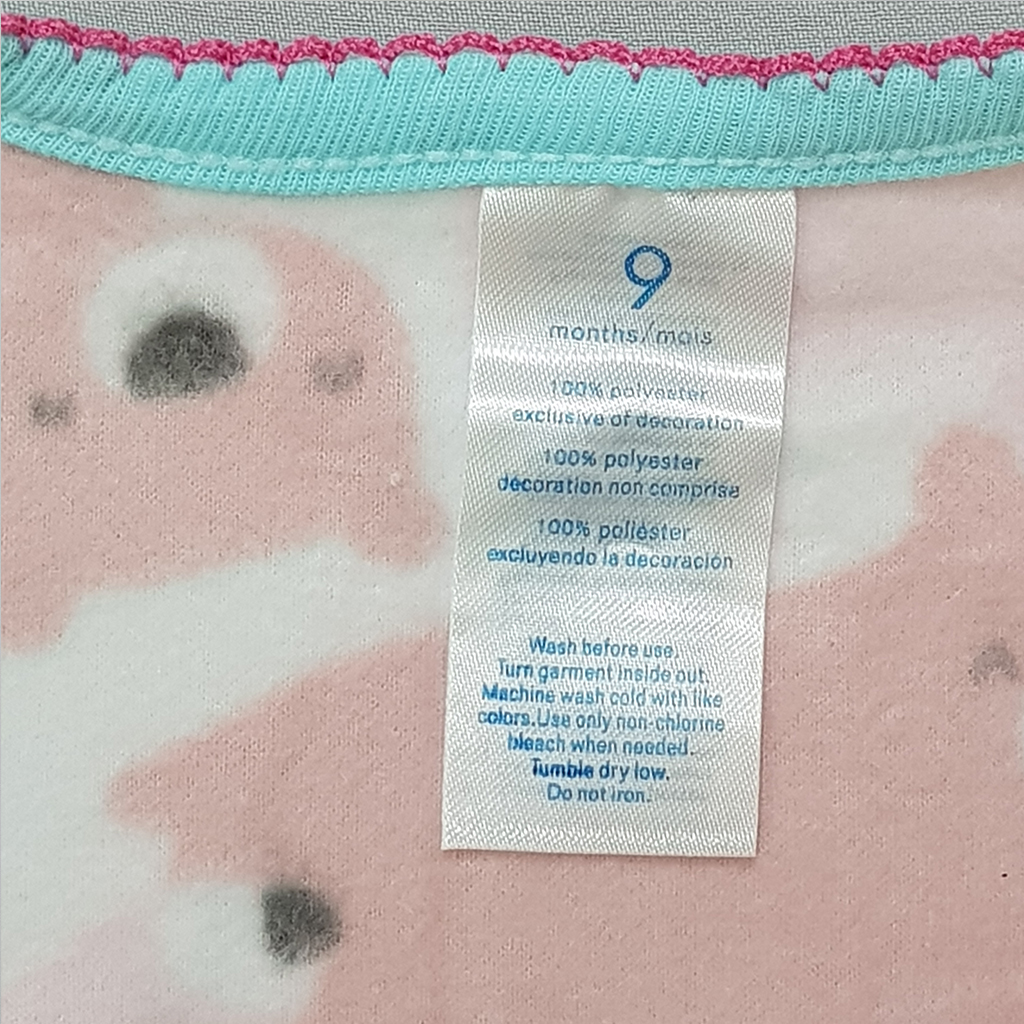 9
months/mois
100% polyester
exclusive of decoration
100% polyester
décoration non comprise
100% poliéster
excluyendo la decoración
Wash before use.
Turn garment inside out.
Machine wash cold with like
colors.Use only non-chlorine
bleach when needed.
Tumble dry low.
Do not iron.